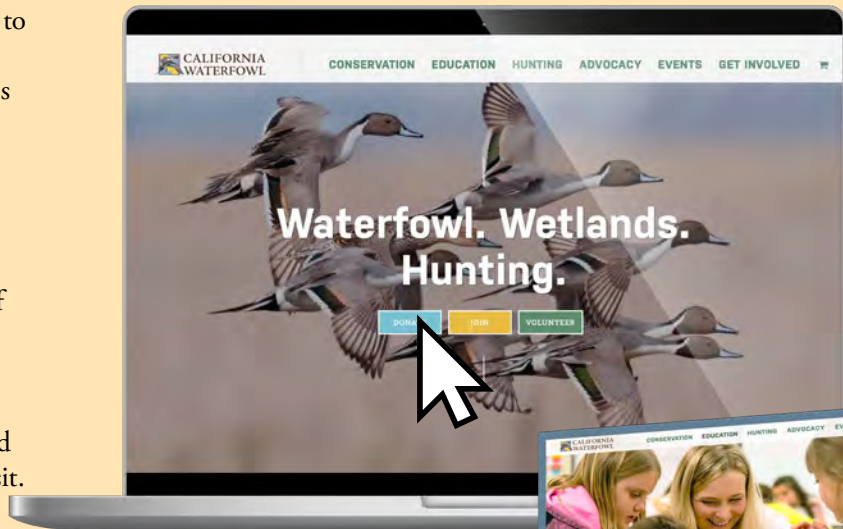 to
s
f
d
sit.
CALIFORNIA
WATERFOWL
CONSERVATION EDUCATION HUNTING ADVOCACY EVENTS GET INVOLVED
Waterfowl. Wetlands.
Hunting.
JOIN VOLUNTEER
CALIFORNIA
WATERFOWL
CONSERVATION EDUCATION HUNTING ADVOCACY